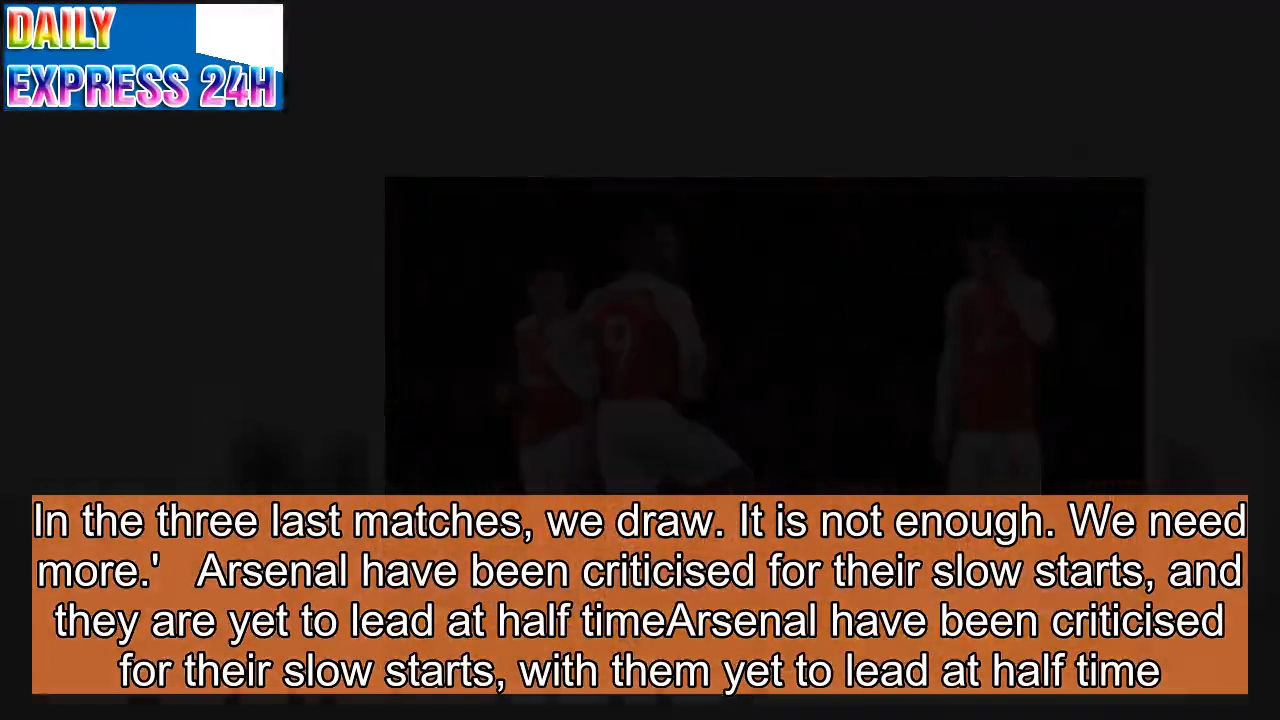 DAILY
EXPRESS 24H
In the three last matches, we draw. It is not enough. We need
more.'   Arsenal have been criticised for their slow starts, and
they are yet to lead at half timeArsenal have been criticised
for their slow starts, with them yet to lead at half time
9